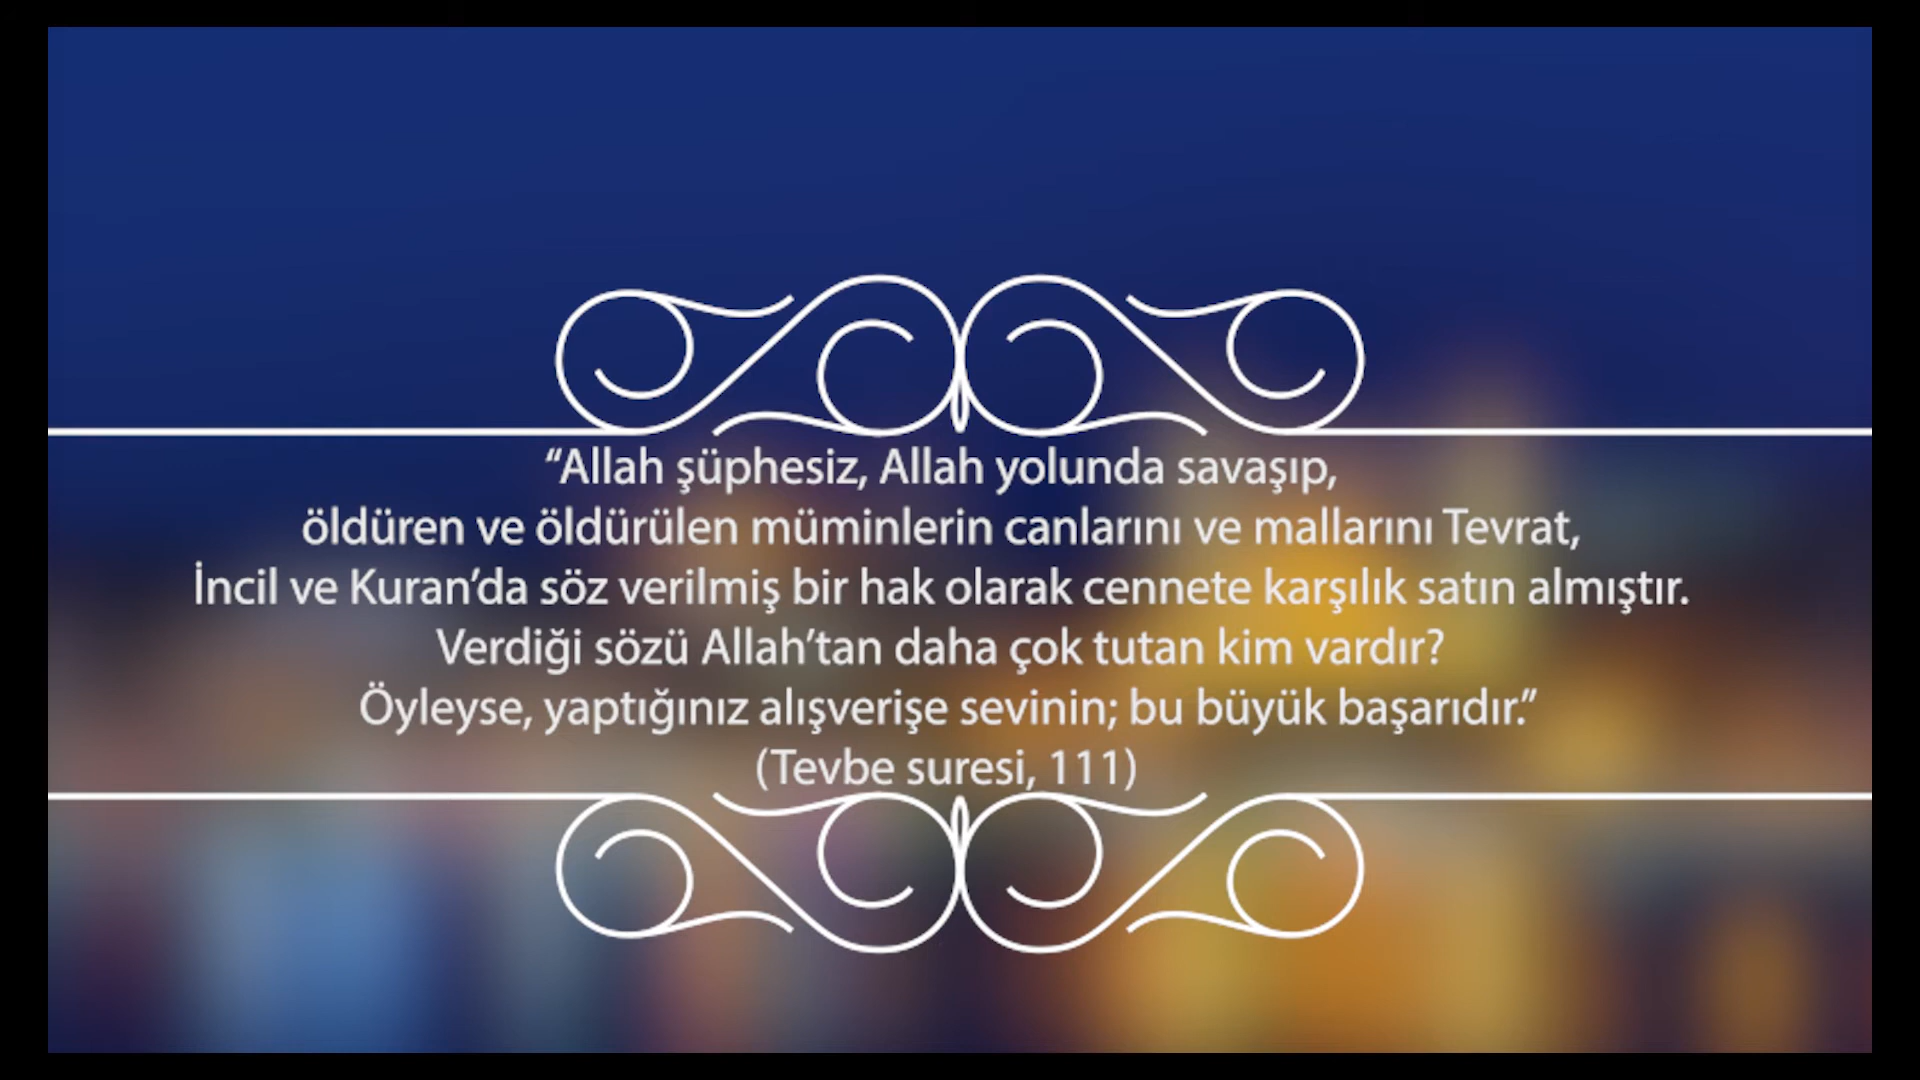 “Allah şüphesiz, Allah yolunda savaşıp,
öldüren ve öldürülen müminlerin canlarını ve mallarını Tevrat,
İncil ve Kuran’da söz verilmiş bir hak olarak cennete karşılık satın almıştır.
Verdiği sözü Allah’tan daha çok tutan kim vardır?
Öyleyse, yaptığınız alışverişe sevinin; bu büyük başarıdır.”
(Tevbe suresi, 111)